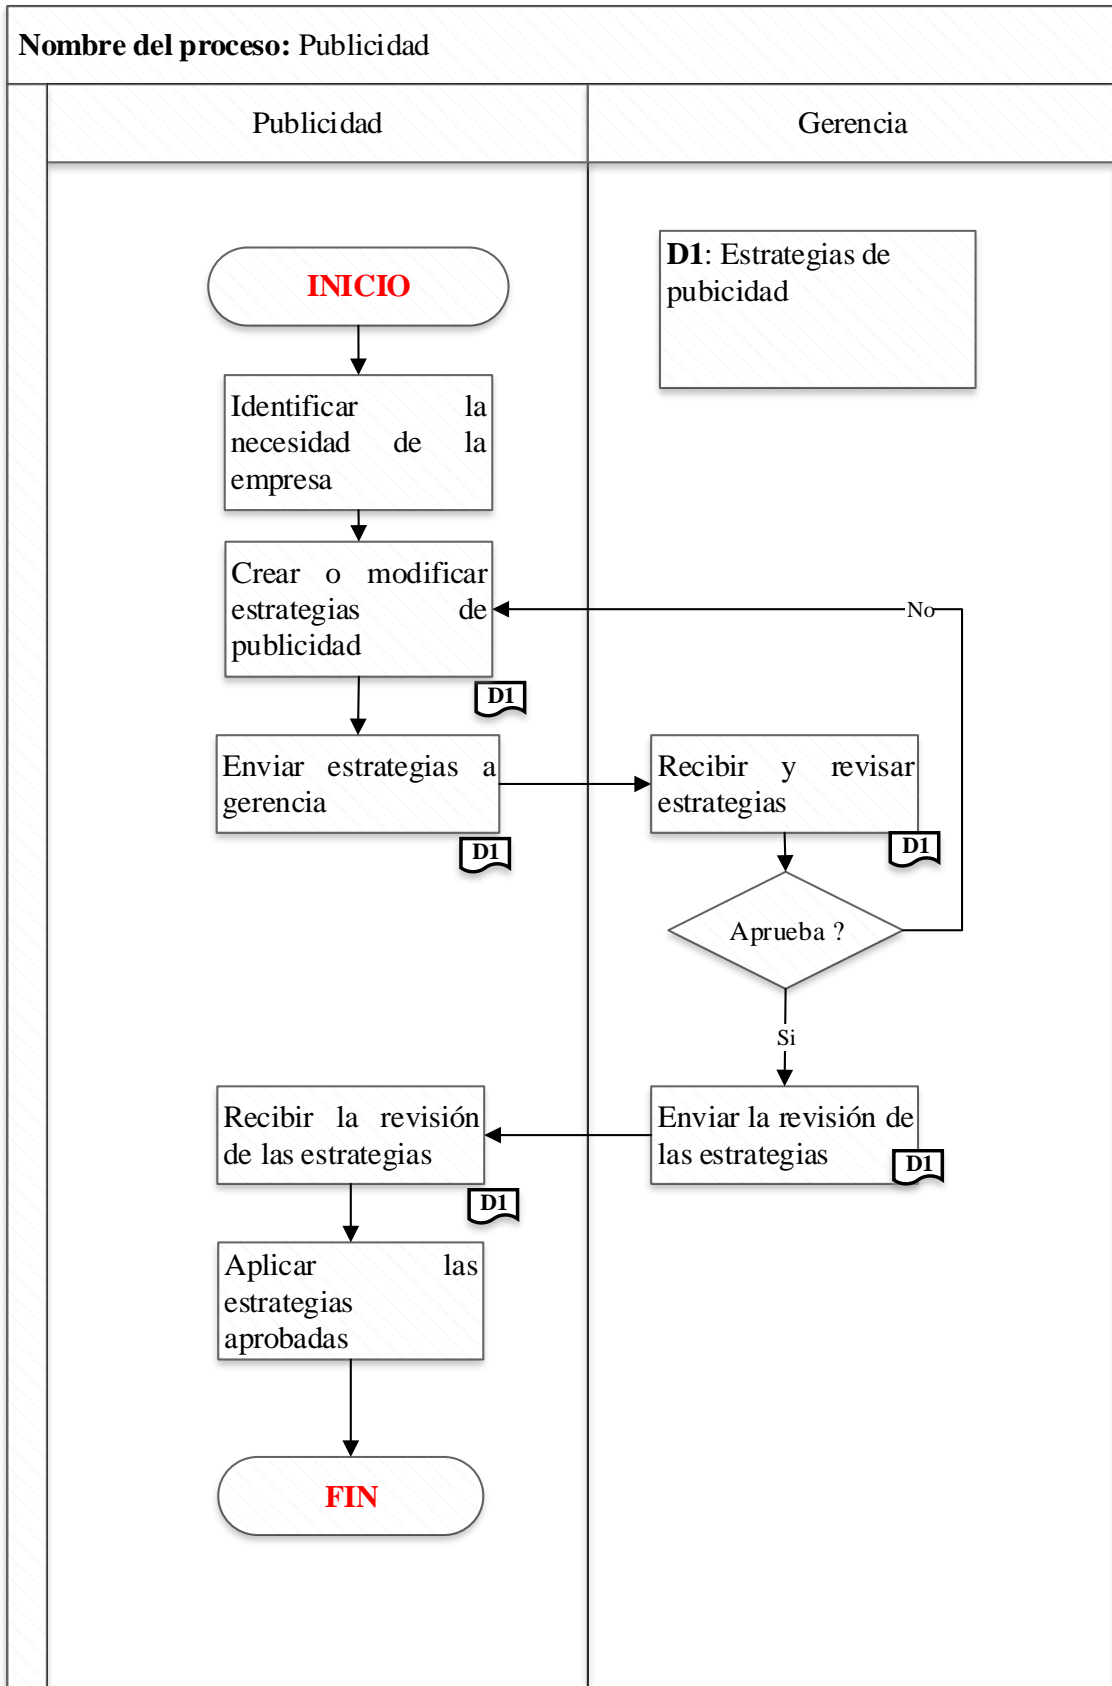 Nombre del proceso: Publicidad
Publicidad
Gerencia
INICIO
D1: Estrategias de
pubicidad
Identificar la
necesidad de la
empresa
Crear o modificar
estrategias de
publicidad
No
D1
Enviar estrategias a
gerencia
D1
Recibir y revisar
estrategias
D1
Aprueba ?
Si
Recibir la revisión
de las estrategias
D1
Enviar la revisión de
las estrategias
D1
Aplicar las
estrategias
aprobadas
FIN